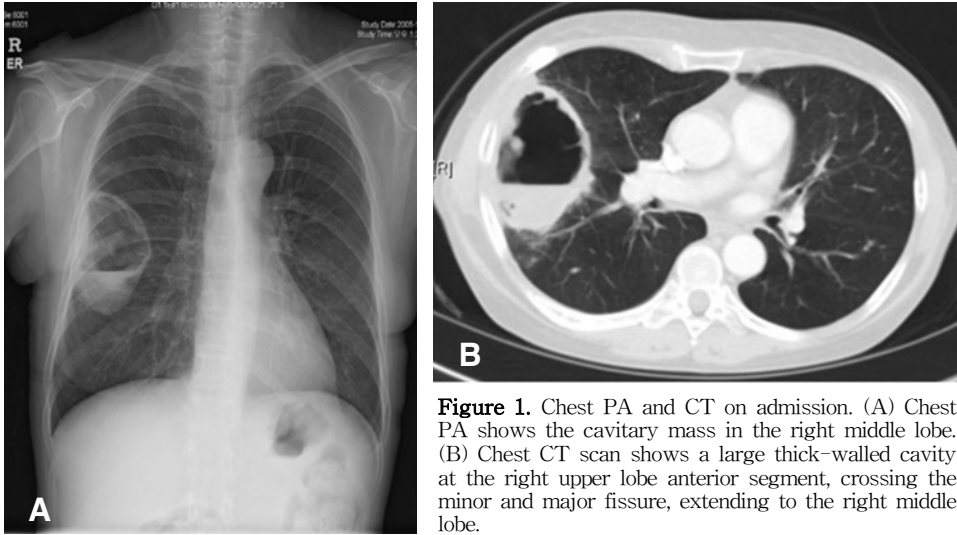 R
ER
Study Date:2005-
[R]
A
B
Figure 1. Chest PA and CT on admission. (A) Chest
PA shows the cavitary mass in the right middle lobe.
(B) Chest CT scan shows a large thick-walled cavity
at the right upper lobe anterior segment, crossing the
minor and major fissure, extending to the right middle
lobe.